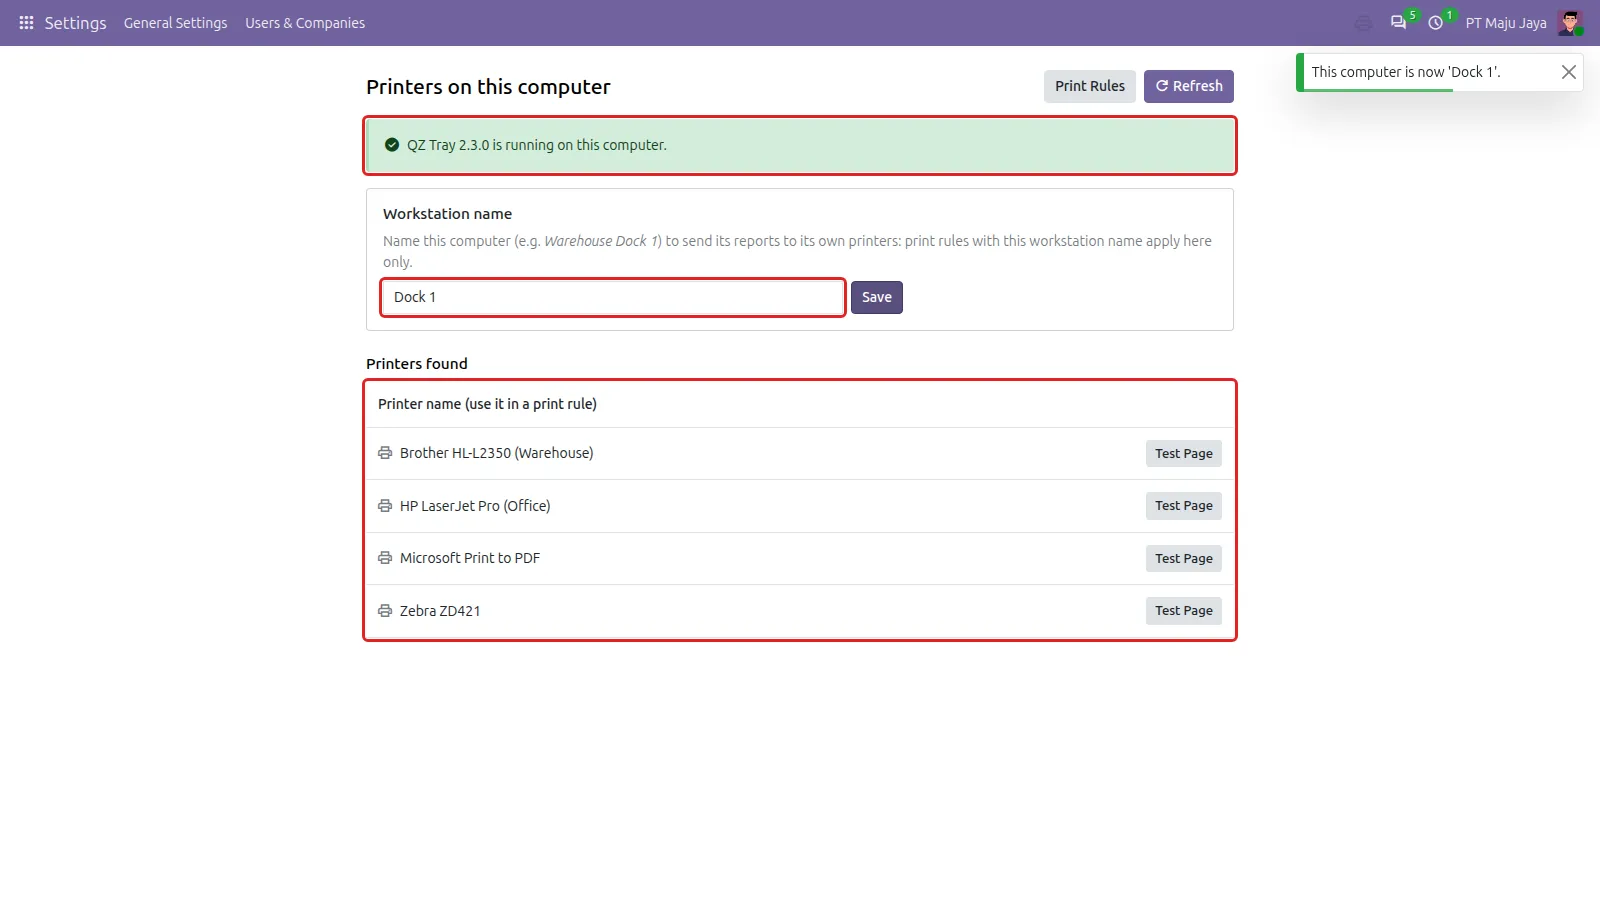 Settings General Settings Users & Companies 5 1 PT Maju Jaya
This computer is now 'Dock 1'.
Printers on this computer Print Rules Refresh
QZ Tray 2.3.0 is running on this computer.
Workstation name
Name this computer (e.g. Warehouse Dock 1) to send its reports to its own printers: print rules with this workstation name apply here
only.
Dock 1 Save
Printers found
Printer name (use it in a print rule)
Brother HL-L2350 (Warehouse) Test Page
HP LaserJet Pro (Office) Test Page
Microsoft Print to PDF Test Page
Zebra ZD421 Test Page